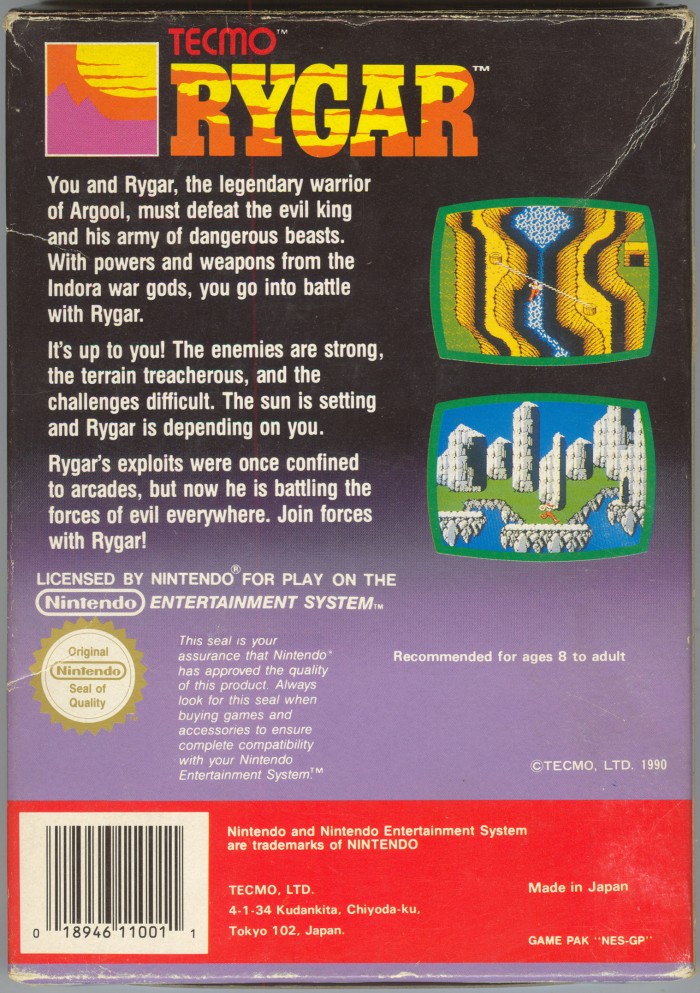 TECMO™
RYGAR™
You and Rygar, the legendary warrior
of Argool, must defeat the evil king
and his army of dangerous beasts.
With powers and weapons from the
Indora war gods, you go into battle
with Rygar.
It's up to you! The enemies are strong,
the terrain treacherous, and the
challenges difficult. The sun is setting
and Rygar is depending on you.
Rygar's exploits were once confined
to arcades, but now he is battling the
forces of evil everywhere. Join forces
with Rygar!
LICENSED BY NINTENDO® FOR PLAY ON THE
Nintendo ENTERTAINMENT SYSTEM™
Original
Nintendo
Seal of
Quality
This seal is your
assurance that Nintendo®
has approved the quality
of this product. Always
look for this seal when
buying games and
accessories to ensure
complete compatibility
with your Nintendo
Entertainment System.™
Recommended for ages 8 to adult
©TECMO, LTD. 1990
0 18946 11001 1
Nintendo and Nintendo Entertainment System
are trademarks of NINTENDO
TECMO, LTD.
4-1-34 Kudankita, Chiyoda-ku,
Tokyo 102, Japan.
Made in Japan
GAME PAK "NES-GP"